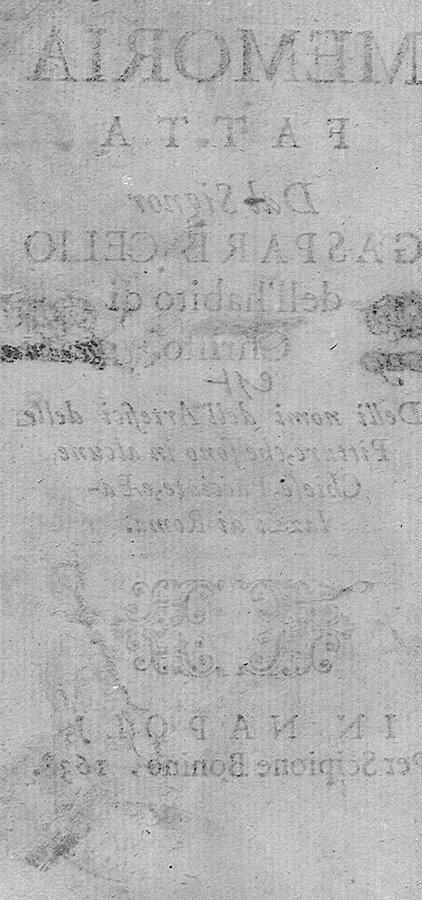 MEMORIA
FATTA
Dal Signor
GASPARE CELIO
dell'habito di
Chriſto.
Delli nomi dell'Artefici delle
Pitture, che ſono in alcune
Chieſe, Facciate, e Pa-
lazzi di Roma.
IN NAPOLI,
Per Scipione Bonino. 1638.